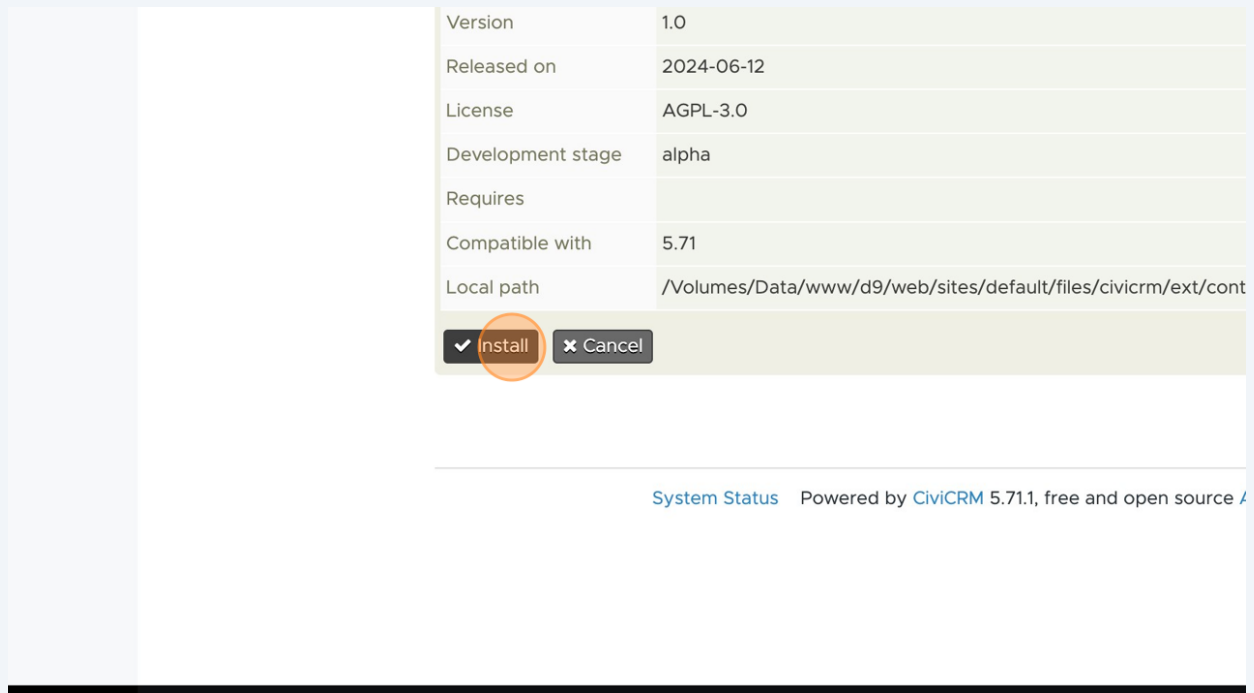 Version 1.0
Released on 2024-06-12
License AGPL-3.0
Development stage alpha
Requires
Compatible with 5.71
Local path /Volumes/Data/www/d9/web/sites/default/files/civicrm/ext/cont
Install Cancel
System Status Powered by CiviCRM 5.71.1, free and open source